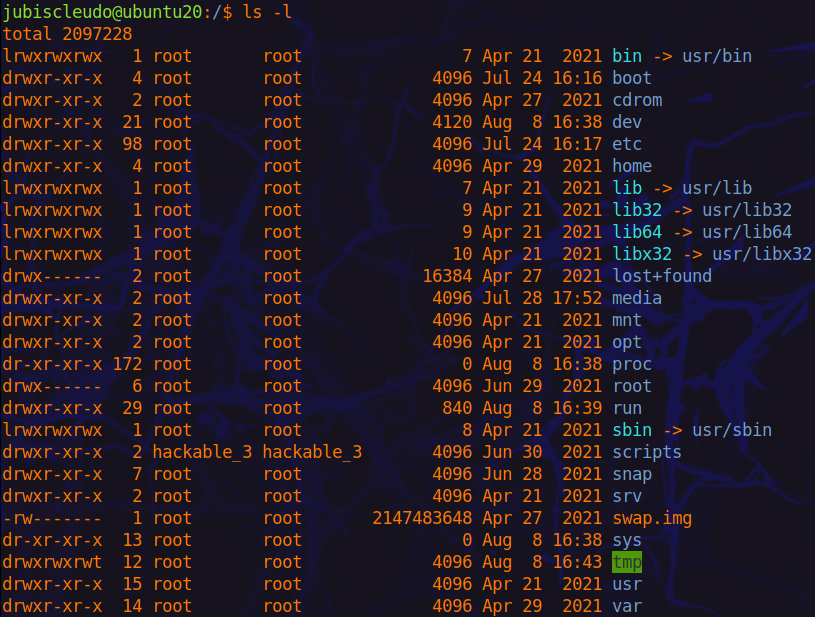 jubiscleudo@ubuntu20:/$ ls -l
total 2097228
lrwxrwxrwx   1 root       root                7 Apr 21  2021 bin -> usr/bin
drwxr-xr-x   4 root       root             4096 Jul 24 16:16 boot
drwxr-xr-x   2 root       root             4096 Apr 27  2021 cdrom
drwxr-xr-x  21 root       root             4120 Aug  8 16:38 dev
drwxr-xr-x  98 root       root             4096 Jul 24 16:17 etc
drwxr-xr-x   4 root       root             4096 Apr 29  2021 home
lrwxrwxrwx   1 root       root                7 Apr 21  2021 lib -> usr/lib
lrwxrwxrwx   1 root       root                9 Apr 21  2021 lib32 -> usr/lib32
lrwxrwxrwx   1 root       root                9 Apr 21  2021 lib64 -> usr/lib64
lrwxrwxrwx   1 root       root               10 Apr 21  2021 libx32 -> usr/libx32
drwx------   2 root       root            16384 Apr 27  2021 lost+found
drwxr-xr-x   2 root       root             4096 Jul 28 17:52 media
drwxr-xr-x   2 root       root             4096 Apr 21  2021 mnt
drwxr-xr-x   2 root       root             4096 Apr 21  2021 opt
dr-xr-xr-x 172 root       root                0 Aug  8 16:38 proc
drwx------   6 root       root             4096 Jun 29  2021 root
drwxr-xr-x  29 root       root              840 Aug  8 16:39 run
lrwxrwxrwx   1 root       root                8 Apr 21  2021 sbin -> usr/sbin
drwxr-xr-x   2 hackable_3 hackable_3       4096 Jun 30  2021 scripts
drwxr-xr-x   7 root       root             4096 Jun 28  2021 snap
drwxr-xr-x   2 root       root             4096 Apr 21  2021 srv
-rw-------   1 root       root       2147483648 Apr 27  2021 swap.img
dr-xr-xr-x  13 root       root                0 Aug  8 16:38 sys
drwxrwxrwt  12 root       root             4096 Aug  8 16:43 tmp
drwxr-xr-x  15 root       root             4096 Apr 21  2021 usr
drwxr-xr-x  14 root       root             4096 Apr 29  2021 var